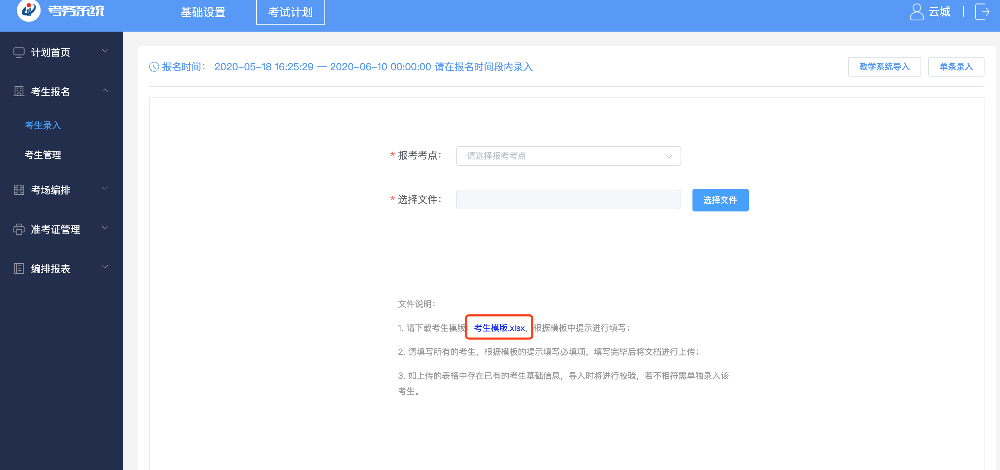 考务系统
基础设置
考试计划
云城
计划首页
考生报名
考生录入
考生管理
考场编排
准考证管理
编排报表
报名时间： 2020-05-18 16:25:29 — 2020-06-10 00:00:00 请在报名时间段内录入
教学系统导入
单条录入
* 报考考点： 请选择报考考点
* 选择文件： 选择文件
文件说明：
1. 请下载考生模版：考生模版.xlsx，根据模板中提示进行填写；
2. 请填写所有的考生，根据模板的提示填写必填项，填写完毕后将文档进行上传；
3. 如上传的表格中存在已有的考生基础信息，导入时将进行校验，若不相符需单独录入该
考生。